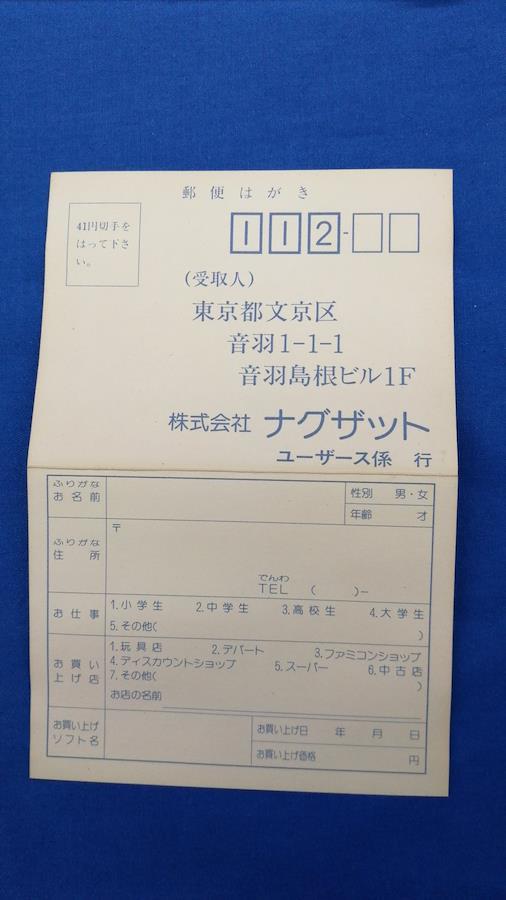 郵便はがき
41円切手を
はって下さ
い。
112-
(受取人)
東京都文京区
音羽1-1-1
音羽島根ビル1F
株式会社 ナグザット
ユーザース係 行
ふりがな
お名前
性別 男・女
年齢 才
ふりがな
住所
〒
でんわ
TEL ( )-
お仕事
1.小学生 2.中学生 3.高校生 4.大学生
5.その他( )
お買い
上げ店
1.玩具店 2.デパート 3.ファミコンショップ
4.ディスカウントショップ 5.スーパー 6.中古店
7.その他( )
お店の名前
お買い上げ
ソフト名
お買い上げ日 年 月 日
お買い上げ価格 円